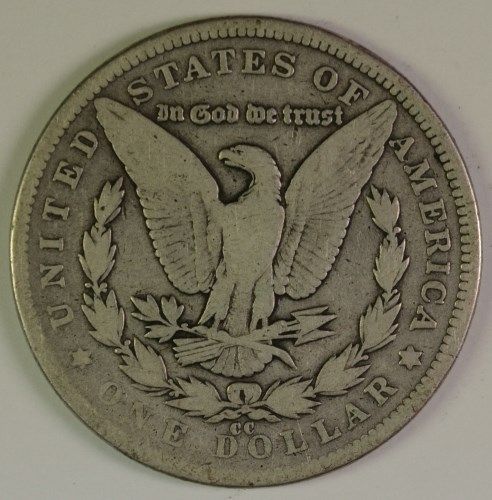 UNITED STATES OF AMERICA
In God we trust
CC
ONE DOLLAR